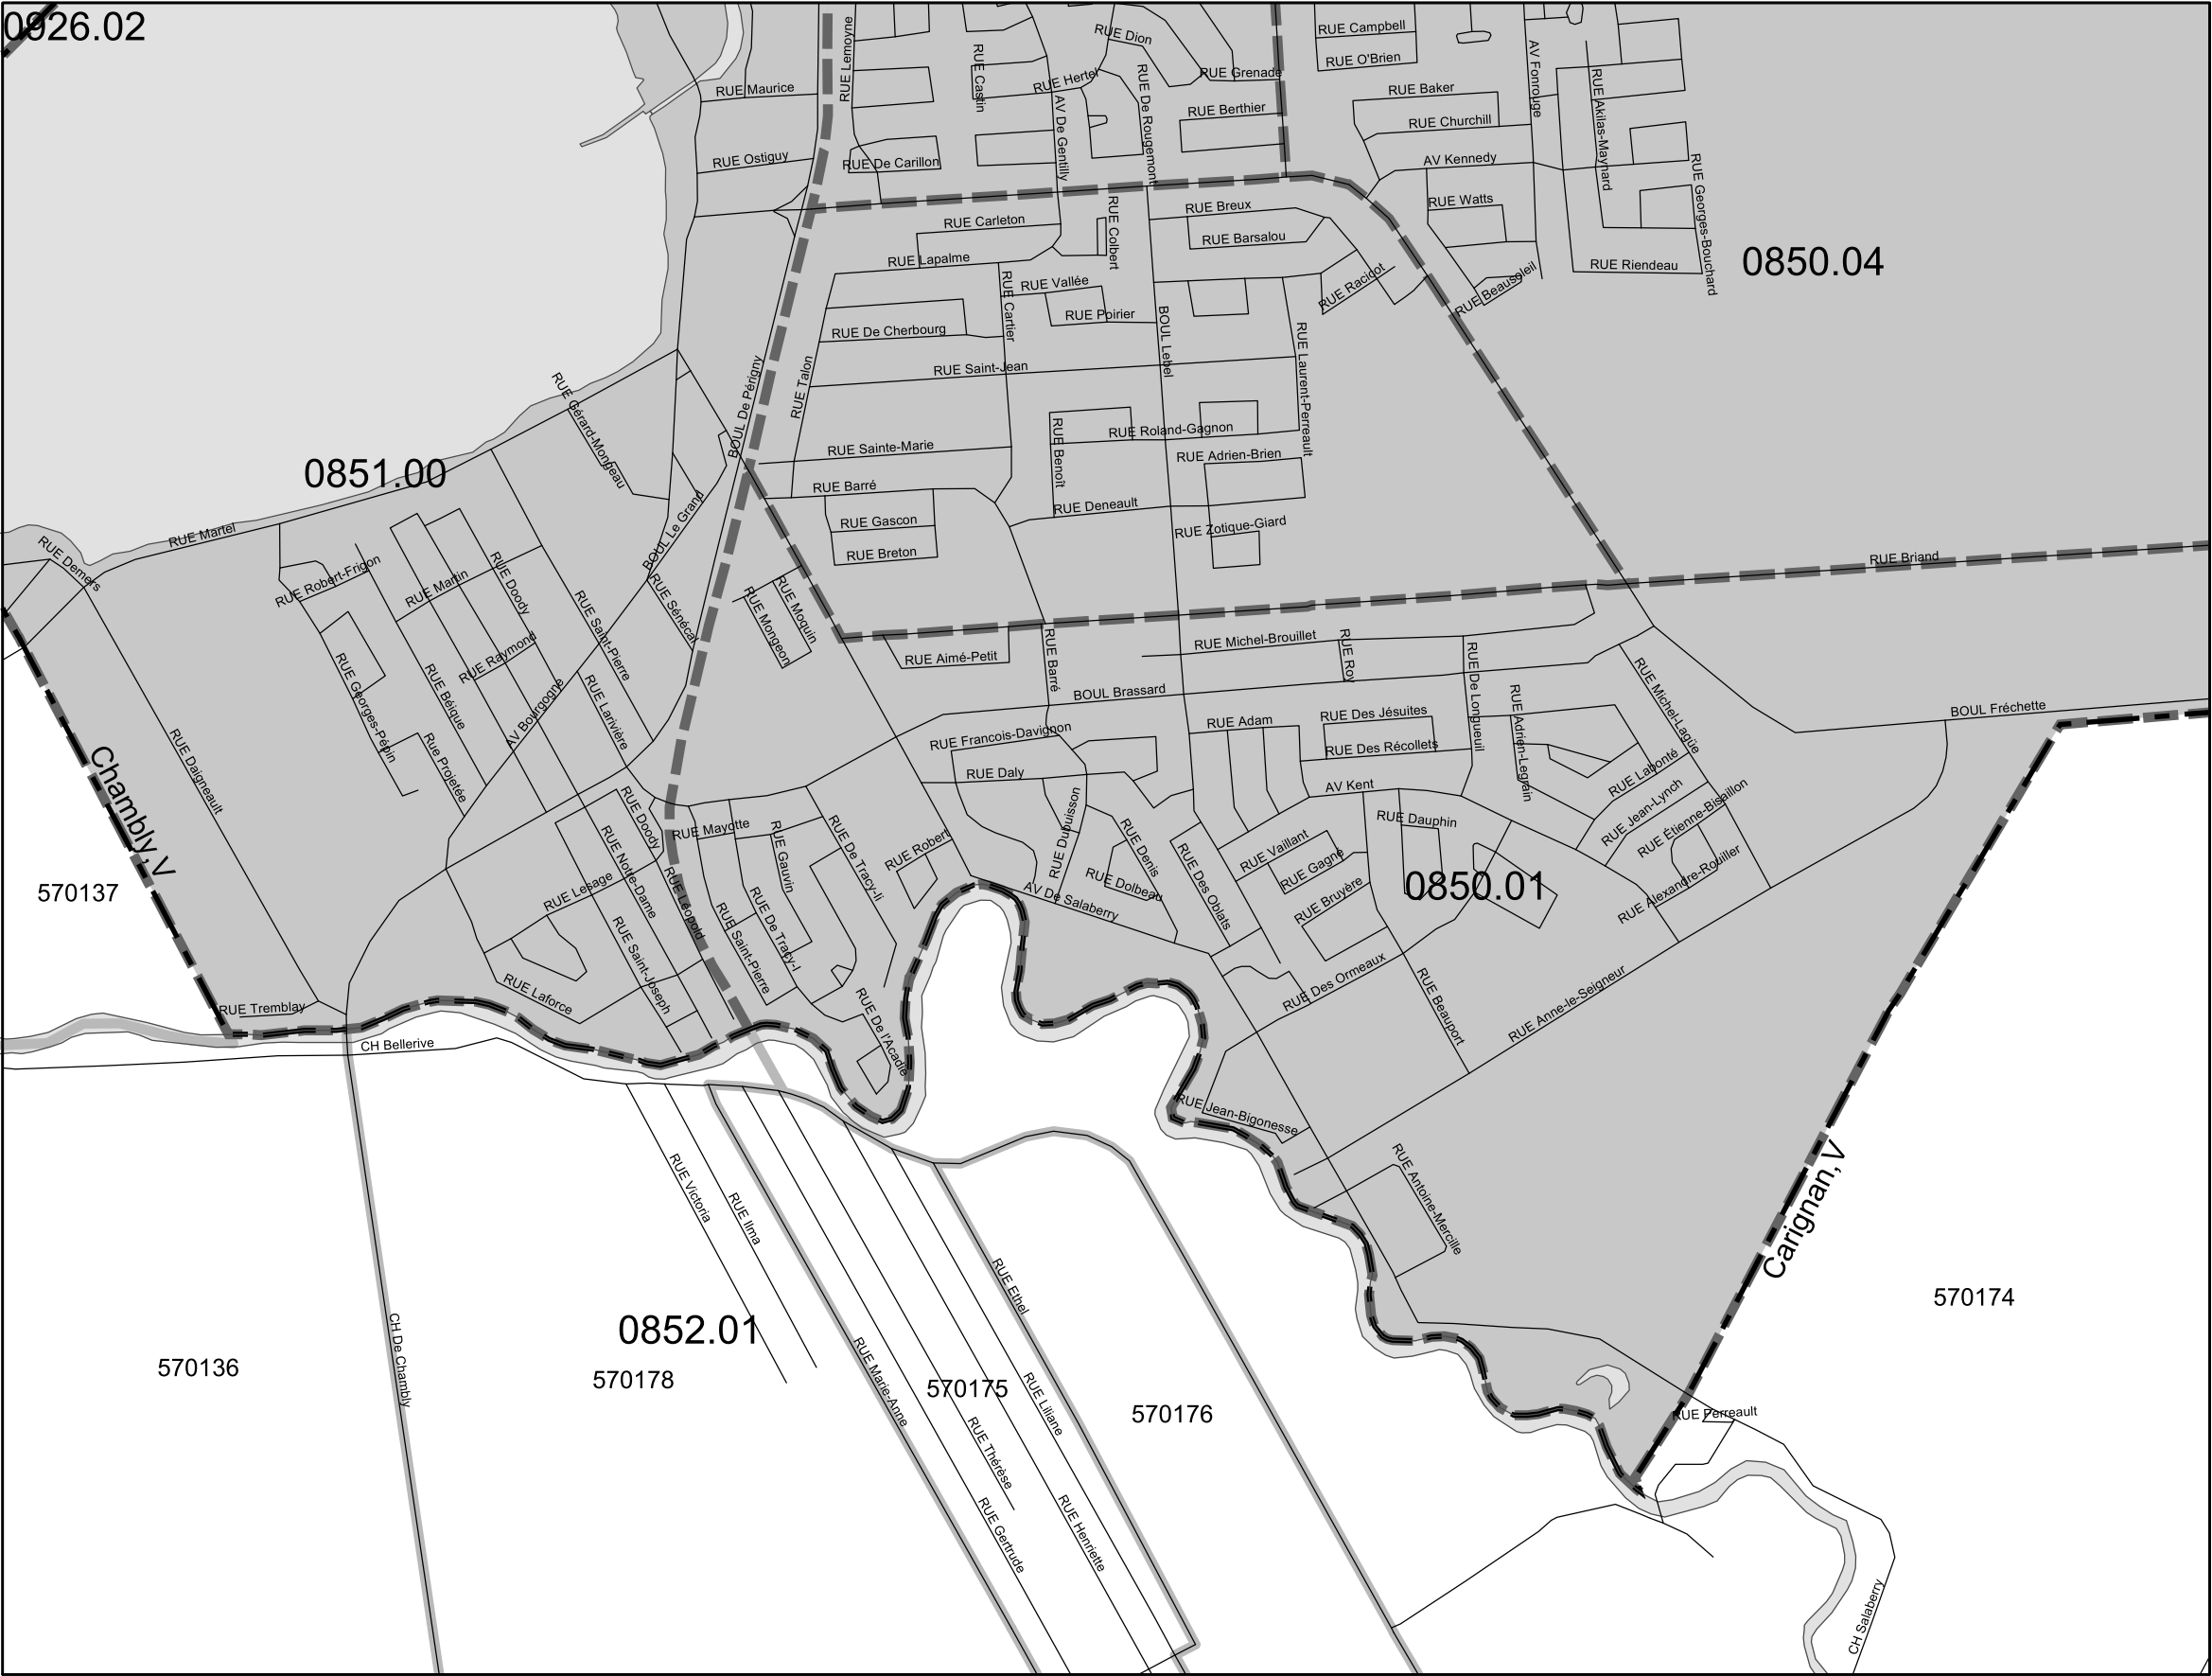 0926.02
RUE Maurice
RUE Lemoyne
RUE Castin
RUE Dion
RUE Hertel
RUE Grenade
RUE De Rougemont
AV De Gentilly
RUE Berthier
RUE Campbell
RUE O'Brien
AV Fonrouge
RUE Baker
RUE Churchill
RUE Akilas-Maynard
AV Kennedy
RUE Georges-Bouchard
RUE Watts
RUE Ostiguy
RUE De Carillon
RUE Carleton
RUE Colbert
RUE Breux
RUE Barsalou
RUE Lapalme
RUE Racicot
RUE Beausoleil
RUE Riendeau
0850.04
RUE Vallée
RUE Cartier
RUE Poirier
RUE De Cherbourg
BOUL Lebel
RUE Laurent-Perreault
RUE Saint-Jean
RUE Talon
BOUL De Périgny
RUE Gérard-Mongeau
RUE Sainte-Marie
RUE Benoît
RUE Roland-Gagnon
RUE Adrien-Brien
0851.00
RUE Barré
RUE Deneault
RUE Gascon
RUE Breton
RUE Zotique-Giard
RUE Martel
BOUL Le Grand
RUE Demers
RUE Briand
RUE Robert-Frigon
RUE Martin
RUE Doody
RUE Saint-Pierre
RUE Sénécal
RUE Moquin
RUE Mongeon
RUE Raymond
RUE Georges-Pépin
RUE Béique
RUE Larivière
AV Bourgogne
RUE Aimé-Petit
RUE Barré
RUE Michel-Brouillet
RUE Roy
RUE De Longueuil
RUE Michel-Lagüe
BOUL Brassard
BOUL Fréchette
RUE Daigneault
Rue Projetée
RUE Francois-Davignon
RUE Adam
RUE Des Jésuites
RUE Des Récollets
RUE Adrien-Legrain
RUE Labonté
RUE Daly
AV Kent
RUE Jean-Lynch
RUE Étienne-Bisaillon
Chambly, V
RUE Doody
RUE Mayotte
RUE Gauvin
RUE De Tracy-Ii
RUE Robert
RUE Dubuisson
RUE Denis
RUE Dauphin
RUE Vaillant
RUE Gagné
RUE Alexandre-Rouiller
570137
RUE Lesage
RUE Notre-Dame
RUE Léopold
RUE Dolbeau
AV De Salaberry
RUE Des Oblats
RUE Bruyère
0850.01
RUE Saint-Joseph
RUE Saint-Pierre
RUE De Tracy-I
RUE Laforce
RUE Tremblay
RUE De l'Acadie
RUE Des Ormeaux
RUE Beauport
RUE Anne-le-Seigneur
CH Bellerive
RUE Jean-Bigonesse
RUE Antoine-Mercille
Carignan, V
RUE Victoria
RUE Ilma
RUE Ethel
570174
0852.01
CH De Chambly
RUE Marie-Anne
570136
570178
570175
RUE Liliane
570176
RUE Perreault
RUE Thérèse
RUE Gertrude
RUE Henriette
CH Salaberry